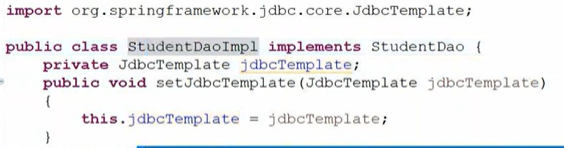 import org.springframework.jdbc.core.JdbcTemplate;
public class StudentDaoImpl implements StudentDao {
private JdbcTemplate jdbcTemplate;
public void setJdbcTemplate(JdbcTemplate jdbcTemplate)
{
this.jdbcTemplate = jdbcTemplate;
}